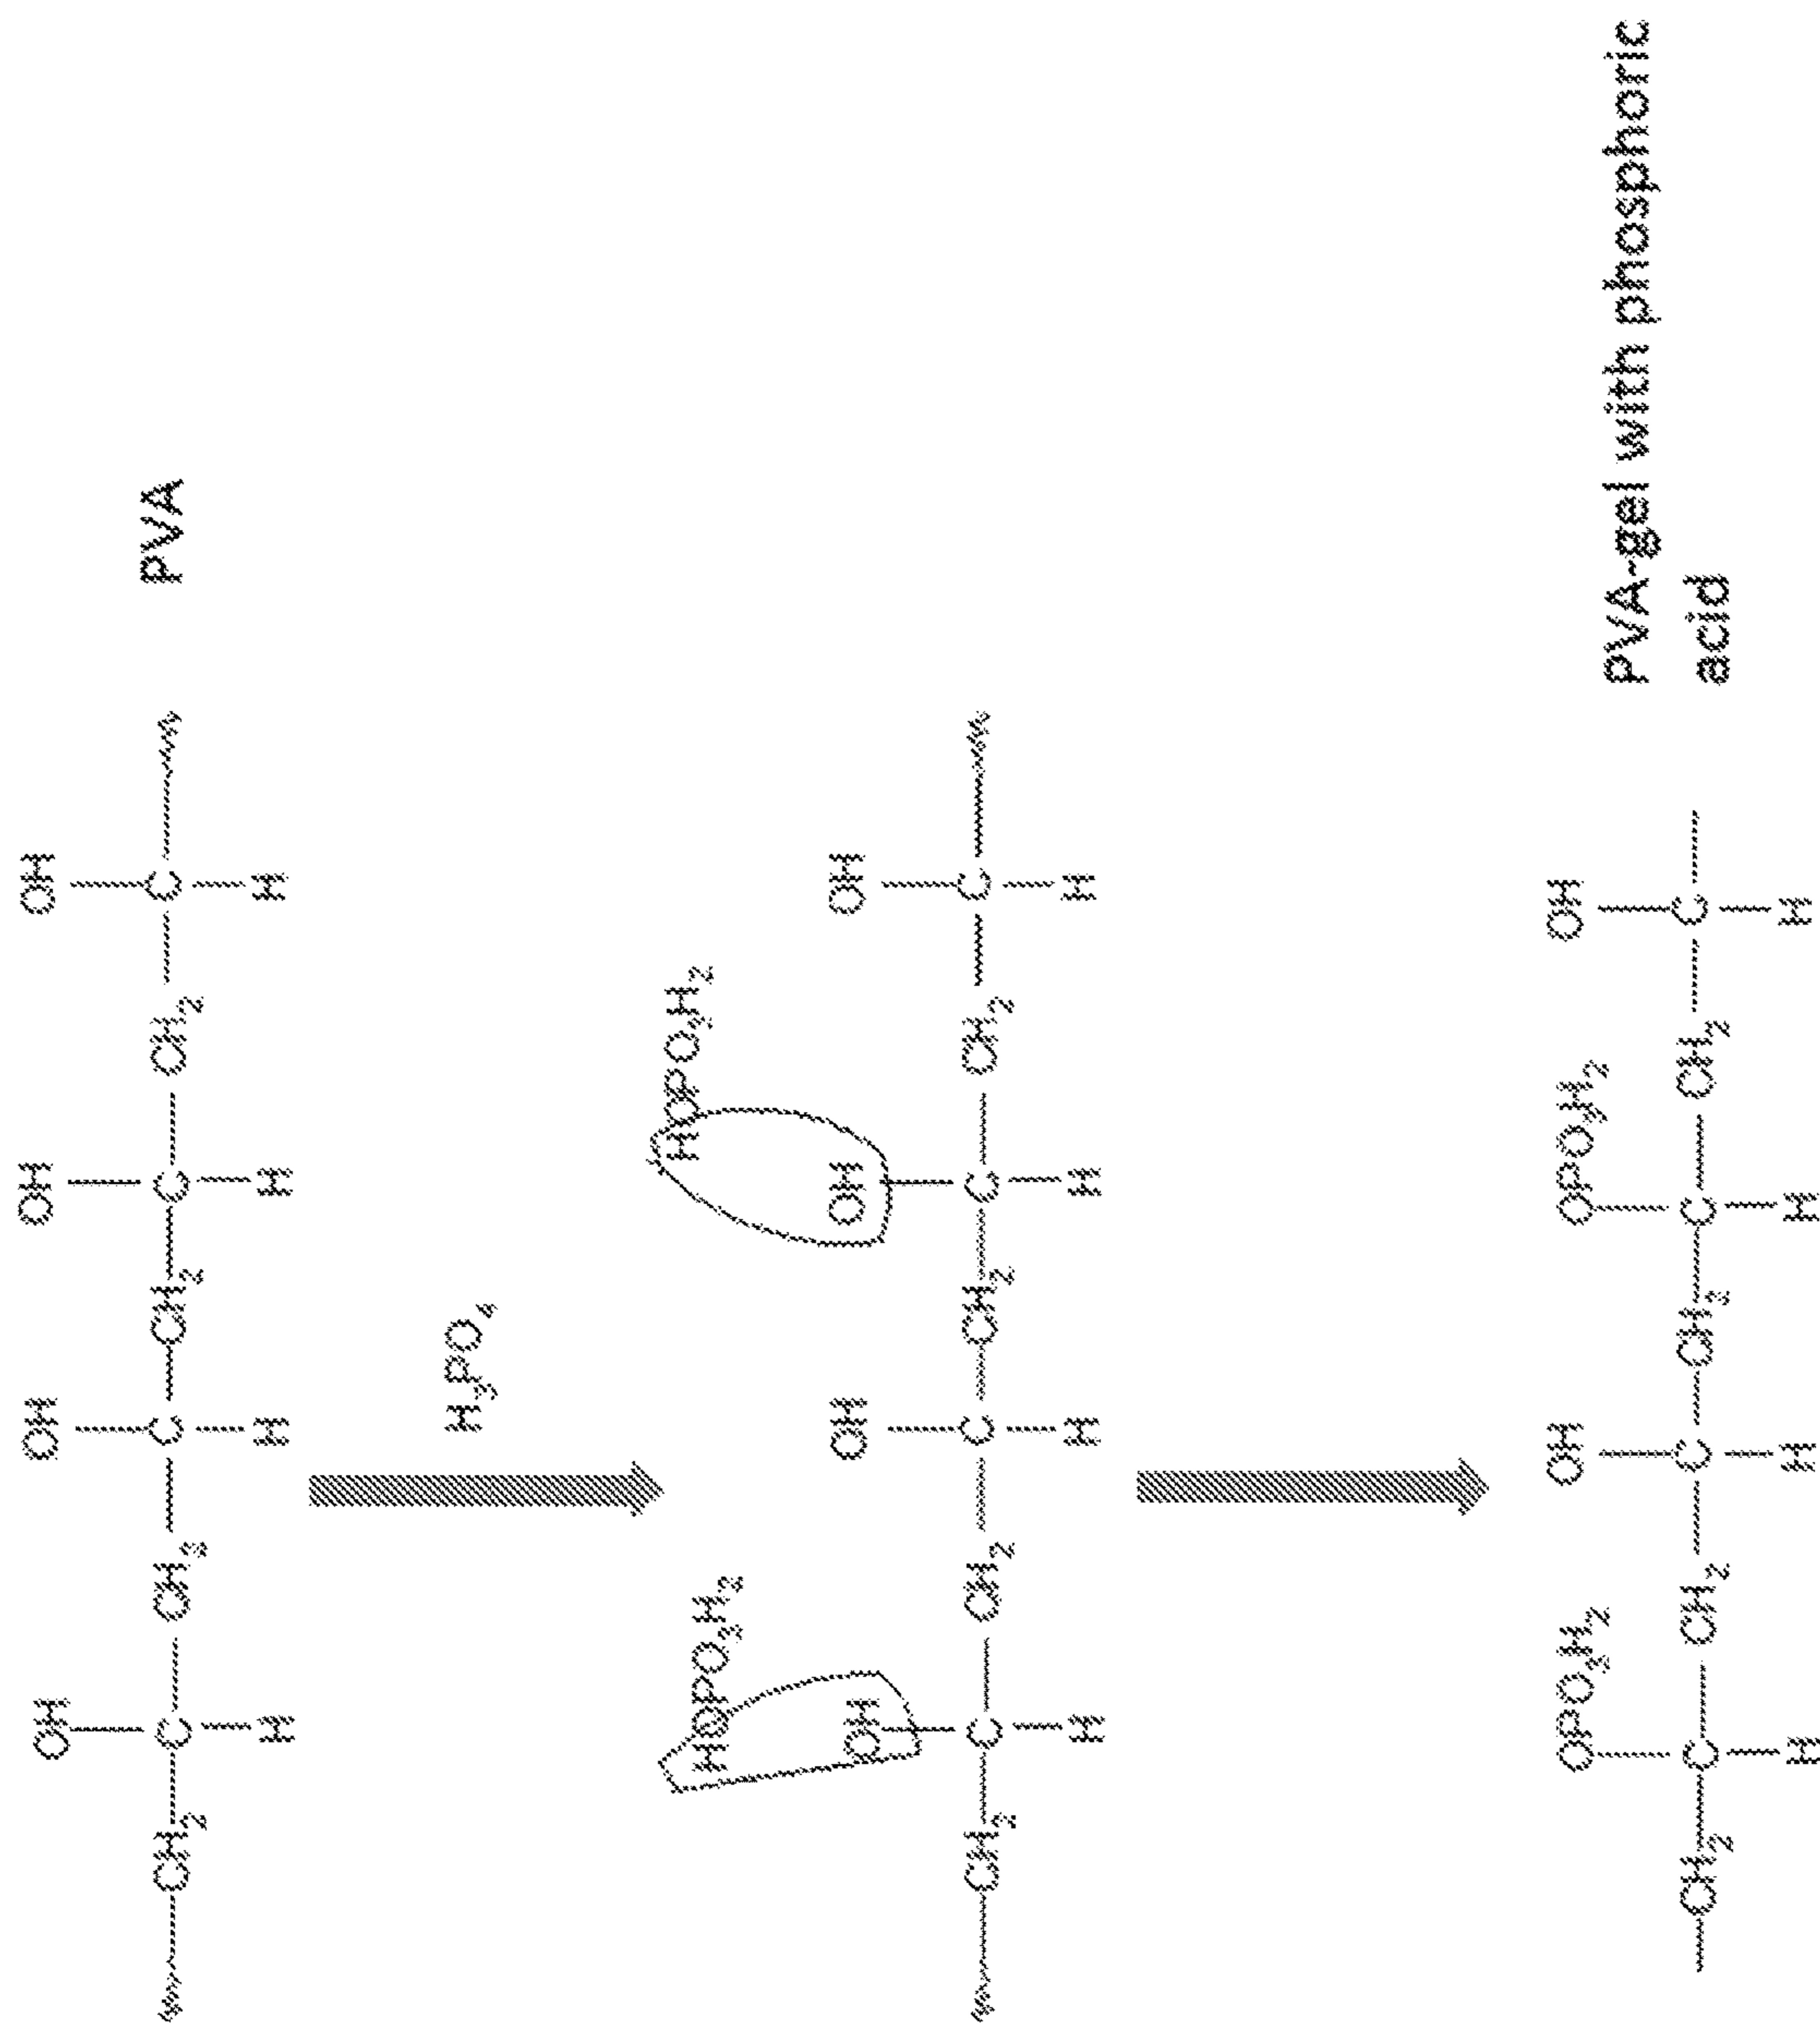 OH OH OH OH
CH₂ C CH₂ C CH₂ C CH₂ C PVA
H H H H
H₃PO₄
HOPO₃H₂ HOPO₃H₂
OH OH OH OH
CH₂ C CH₂ C CH₂ C CH₂ C
H H H H
OPO₃H₂ OH OPO₃H₂ OH
PVA-gel with phosphoric
acid
CH₂ C CH₂ C CH₂ C CH₂ C
H H H H